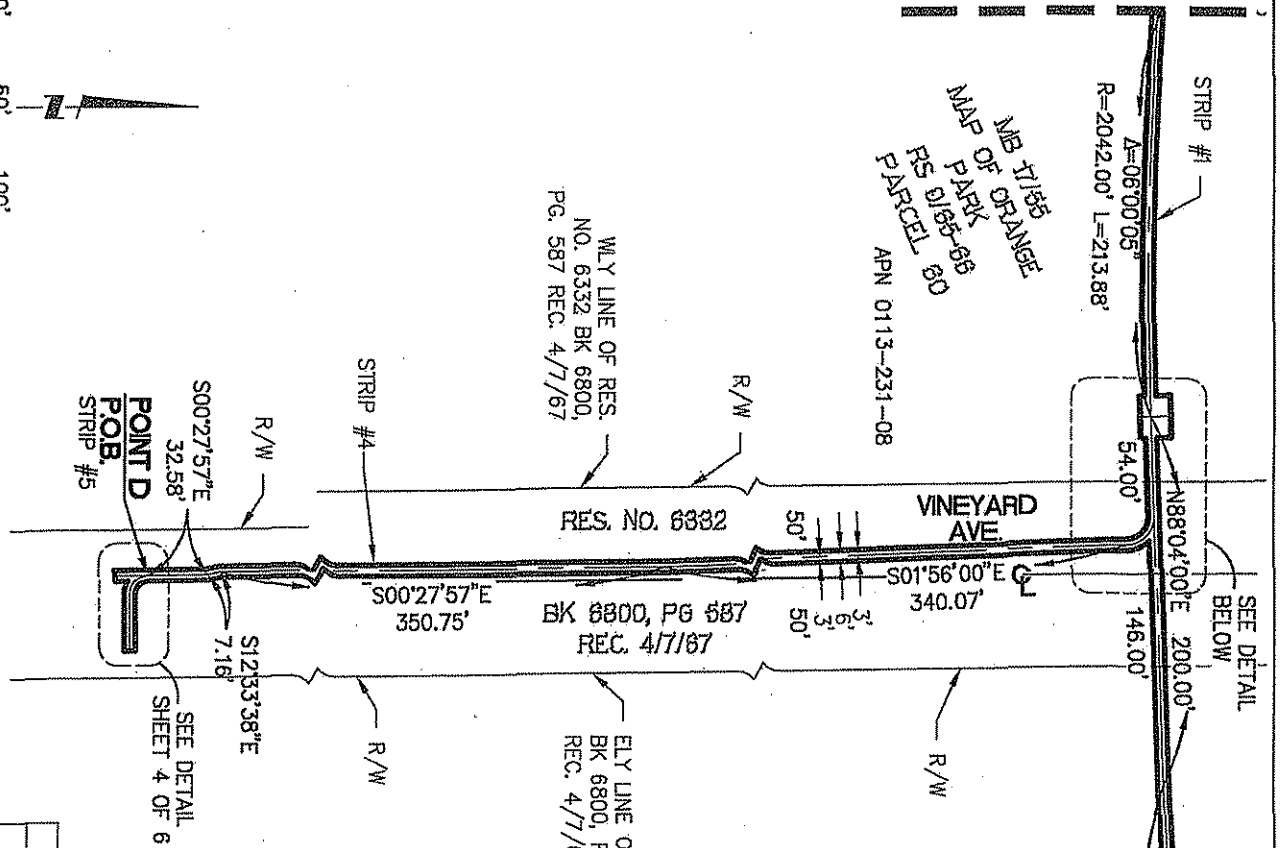 STRIP #1
Δ=06°00'05"
R=2042.00' L=213.88'
MB 17/55
MAP OF ORANGE
PARK
RS 9/65-66
PARCEL 60
APN 0113-231-08
54.00'
N88°04'00"E 200.00'
146.00'
SEE DETAIL
BELOW
WLY LINE OF RES.
NO. 6332 BK 6800,
PG. 587 REC. 4/7/67
R/W
VINEYARD
AVE.
RES. NO. 6332
50'
3'
6'
3'
50'
S01°56'00"E
340.07'
CL
STRIP #4
S00°27'57"E
350.75'
BK 6800, PG 587
REC. 4/7/67
R/W
S00°27'57"E
32.58'
POINT D
P.O.B.
STRIP #5
S12°33'38"E
7.16'
SEE DETAIL
SHEET 4 OF 6
R/W
R/W
ELY LINE O
BK 6800, P
REC. 4/7/6
N
50'
100'